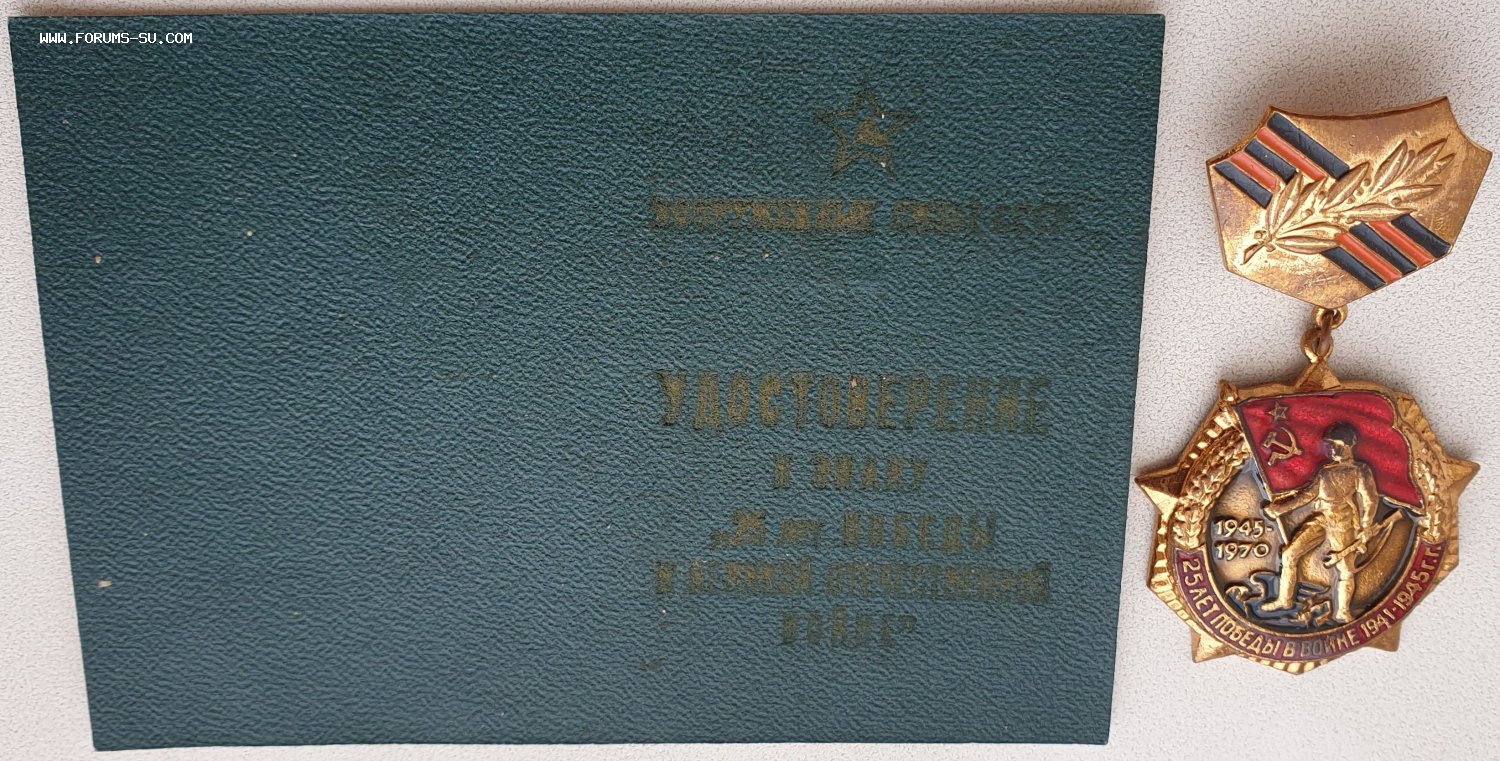 WWW.FORUMS-SU.COM
ВООРУЖЕННЫЕ СИЛЫ СССР
УДОСТОВЕРЕНИЕ
К ЗНАКУ
„25 лет ПОБЕДЫ
В ВЕЛИКОЙ ОТЕЧЕСТВЕННОЙ
ВОЙНЕ"
1945-
1970
25 ЛЕТ ПОБЕДЫ В ВОЙНЕ 1941-1945 Г.Г.